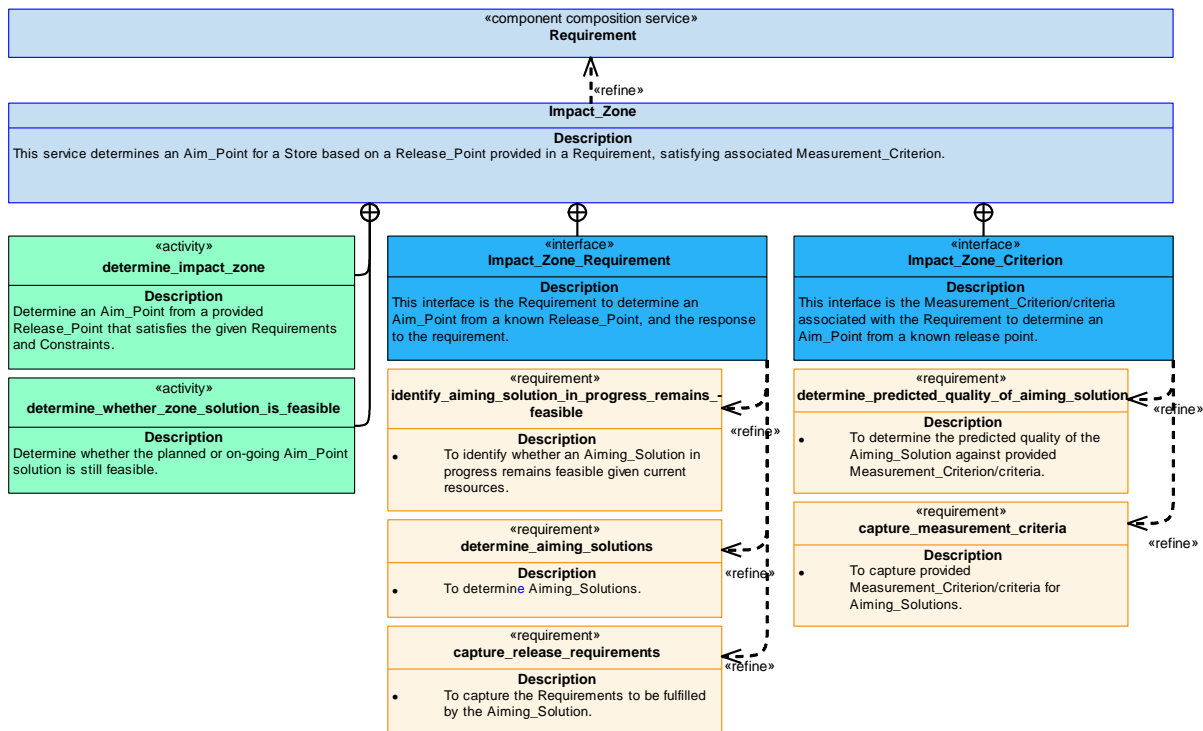 «component composition service»
Requirement
«refine»
Impact_Zone
Description
This service determines an Aim_Point for a Store based on a Release_Point provided in a Requirement, satisfying associated Measurement_Criterion.
«activity»
determine_impact_zone
Description
Determine an Aim_Point from a provided
Release_Point that satisfies the given Requirements
and Constraints.
«activity»
determine_whether_zone_solution_is_feasible
Description
Determine whether the planned or on-going Aim_Point
solution is still feasible.
«interface»
Impact_Zone_Requirement
Description
This interface is the Requirement to determine an
Aim_Point from a known Release_Point, and the response
to the requirement.
«requirement»
identify_aiming_solution_in_progress_remains_-
feasible
Description
• To identify whether an Aiming_Solution in
progress remains feasible given current
resources.
«refine»
«requirement»
determine_aiming_solutions
Description
• To determine Aiming_Solutions.
«refine»
«requirement»
capture_release_requirements
Description
• To capture the Requirements to be fulfilled
by the Aiming_Solution.
«refine»
«interface»
Impact_Zone_Criterion
Description
This interface is the Measurement_Criterion/criteria
associated with the Requirement to determine an
Aim_Point from a known release point.
«requirement»
determine_predicted_quality_of_aiming_solution
Description
• To determine the predicted quality of the
Aiming_Solution against provided
Measurement_Criterion/criteria.
«refine»
«requirement»
capture_measurement_criteria
Description
• To capture provided
Measurement_Criterion/criteria for
Aiming_Solutions.
«refine»